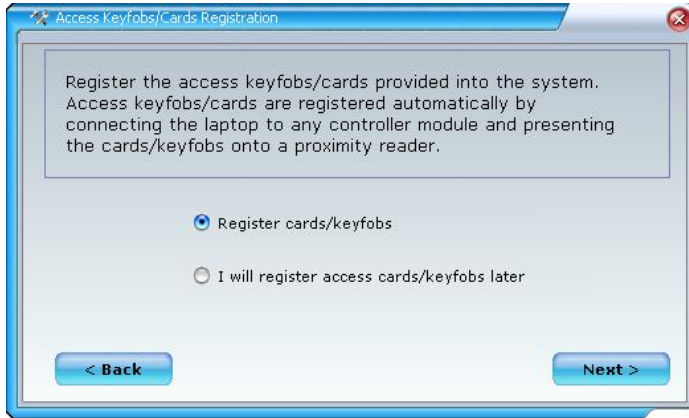 Access Keyfobs/Cards Registration
Register the access keyfobs/cards provided into the system.
Access keyfobs/cards are registered automatically by
connecting the laptop to any controller module and presenting
the cards/keyfobs onto a proximity reader.
Register cards/keyfobs
I will register access cards/keyfobs later
< Back
Next >